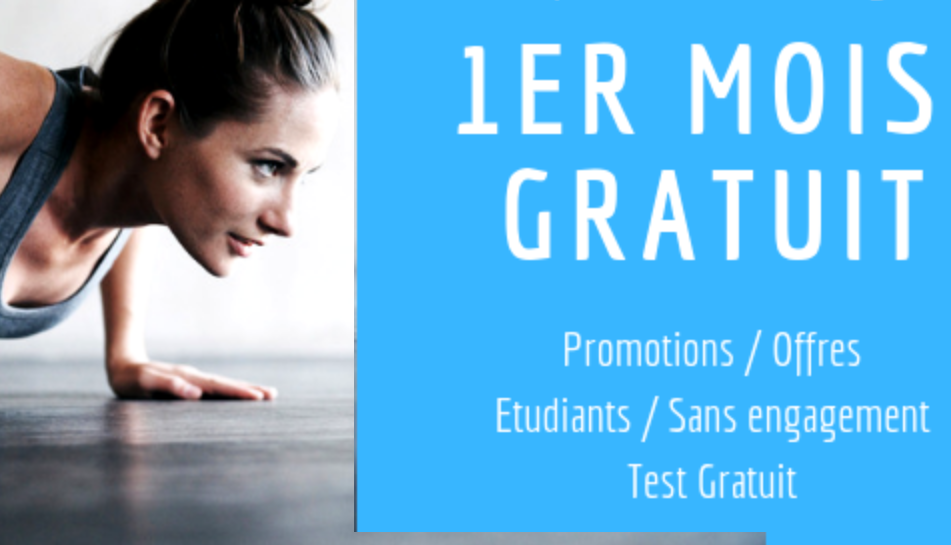 1ER MOIS
GRATUIT
Promotions / Offres
Etudiants / Sans engagement
Test Gratuit